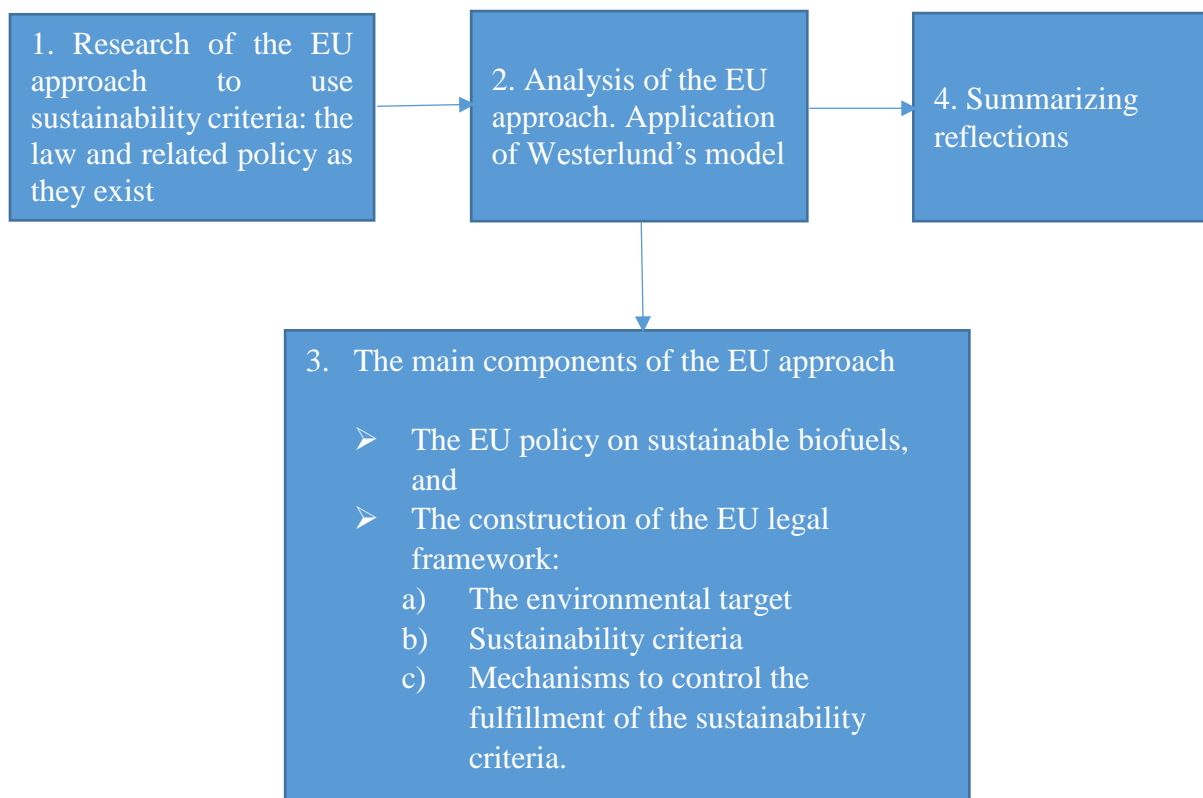 1. Research of the EU
approach to use
sustainability criteria: the
law and related policy as
they exist
2. Analysis of the EU
approach. Application
of Westerlund’s model
4. Summarizing
reflections
3. The main components of the EU approach
➢ The EU policy on sustainable biofuels,
and
➢ The construction of the EU legal
framework:
a) The environmental target
b) Sustainability criteria
c) Mechanisms to control the
fulfillment of the sustainability
criteria.